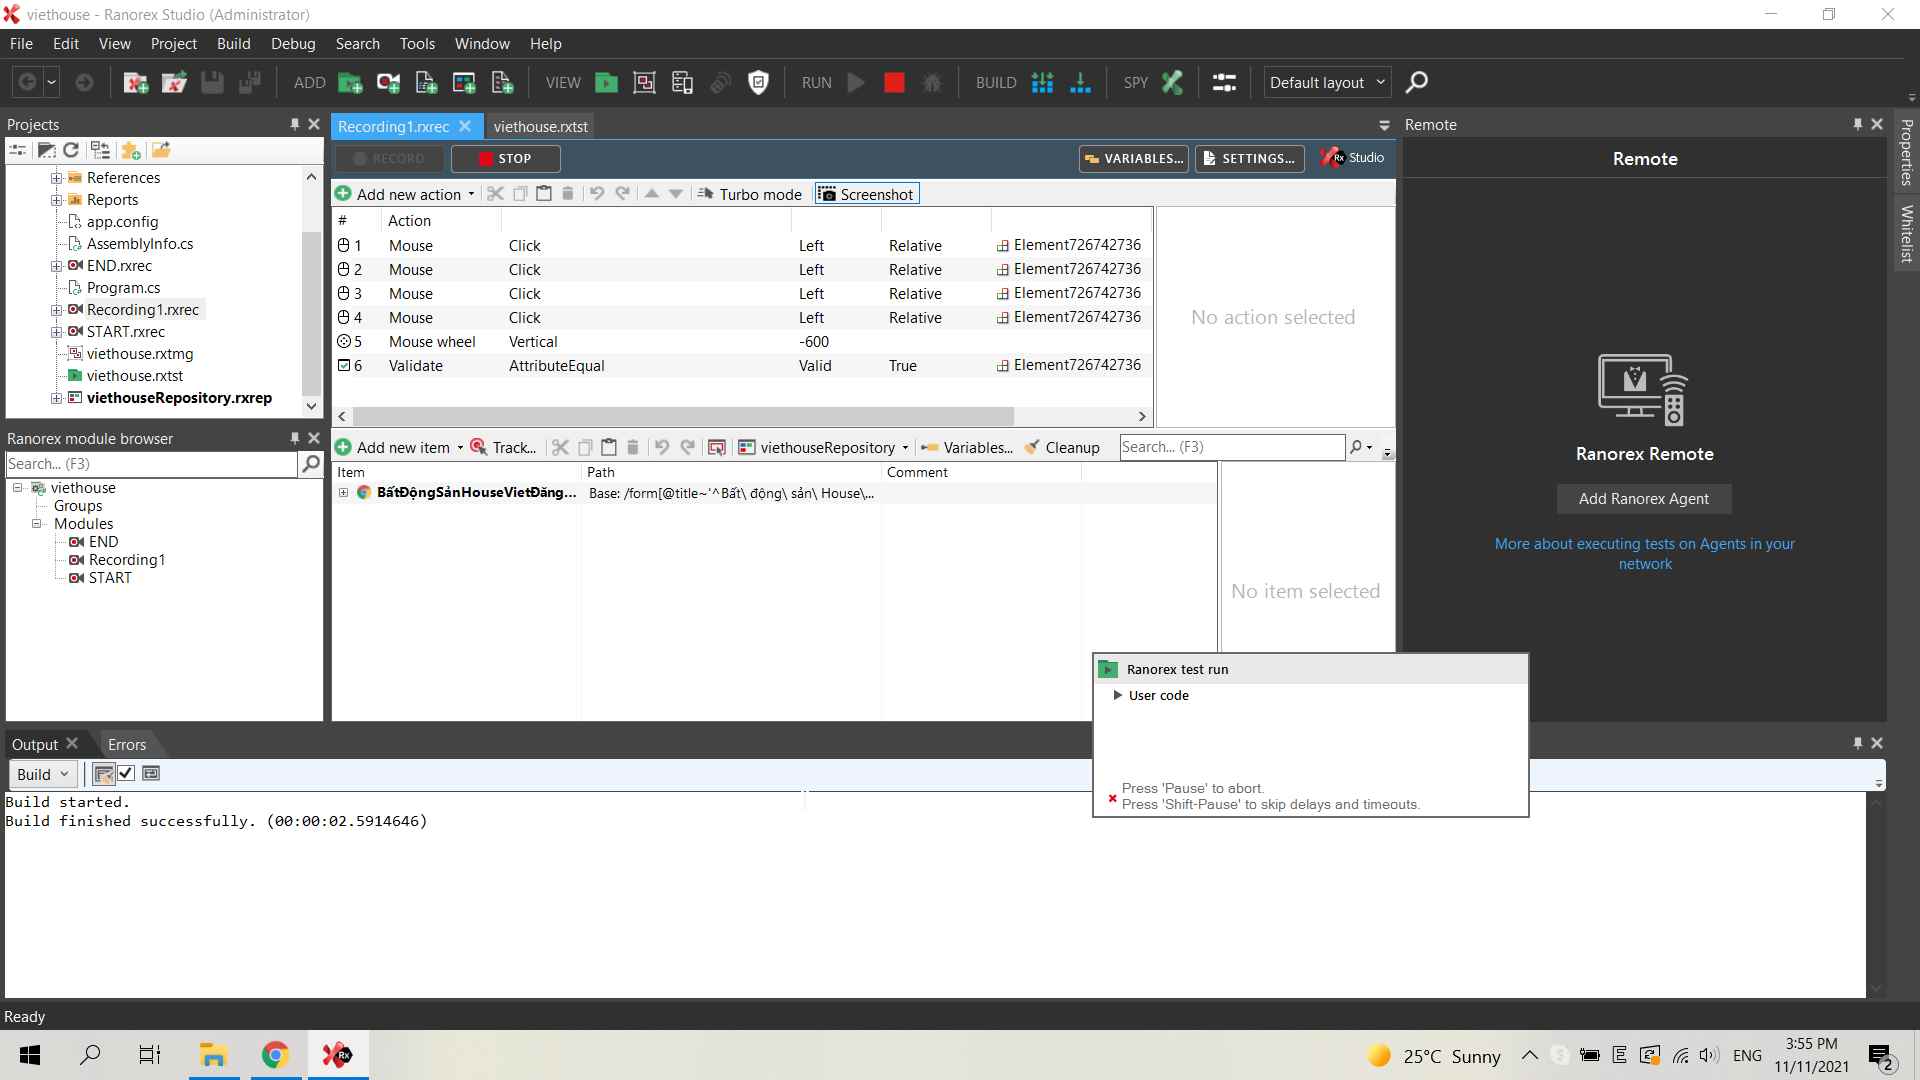 viethouse - Ranorex Studio (Administrator)
File Edit View Project Build Debug Search Tools Window Help
ADD VIEW RUN BUILD SPY Default layout
Projects
References
Reports
app.config
AssemblyInfo.cs
END.rxrec
Program.cs
Recording1.rxrec
START.rxrec
viethouse.rxtmg
viethouse.rxtst
viethouseRepository.rxrep
Ranorex module browser
Search... (F3)
viethouse
Groups
Modules
END
Recording1
START
Recording1.rxrec viethouse.rxtst
RECORD STOP VARIABLES... SETTINGS... Rx Studio
Add new action Turbo mode Screenshot
# Action
1 Mouse Click Left Relative Element726742736
2 Mouse Click Left Relative Element726742736
3 Mouse Click Left Relative Element726742736
4 Mouse Click Left Relative Element726742736
5 Mouse wheel Vertical -600
6 Validate AttributeEqual Valid True Element726742736
No action selected
Add new item Track... viethouseRepository Variables... Cleanup Search... (F3)
Item Path Comment
BấtĐộngSảnHouseViệtĐăng... Base: /form[@title~'^Bất\ động\ sản\ House\...
No item selected
Remote
Remote
Ranorex Remote
Add Ranorex Agent
More about executing tests on Agents in your
network
Properties
Whitelist
Ranorex test run
User code
Press 'Pause' to abort.
Press 'Shift-Pause' to skip delays and timeouts.
Output Errors
Build
Build started.
Build finished successfully. (00:00:02.5914646)
Ready
Rx
25°C Sunny
ENG
3:55 PM
11/11/2021
2